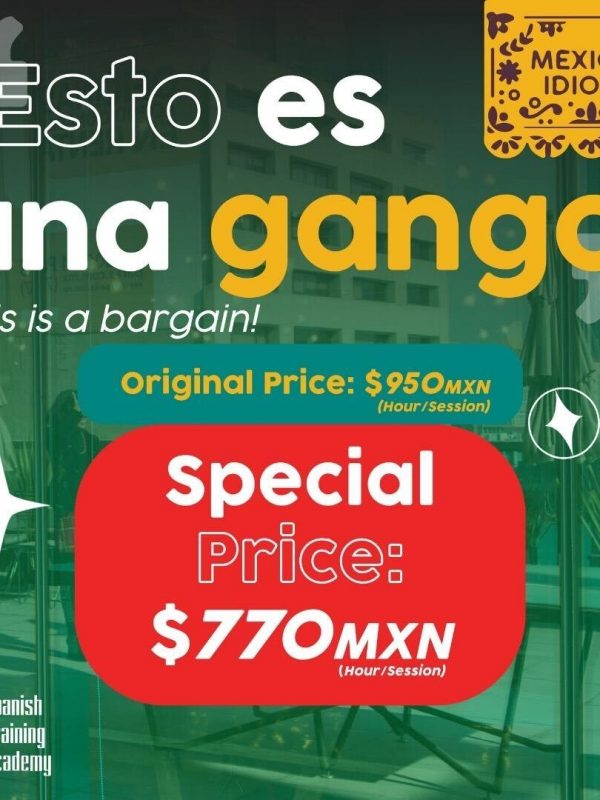 Esto es
una ganga
is is a bargain!
MEXIC
IDIO
Original Price: $950MXN
(Hour/Session)
Special
Price:
$770MXN
(Hour/Session)
panish
raining
cademy